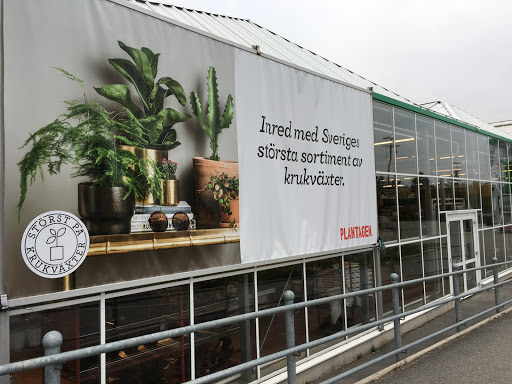 Inred med Sveriges
största sortiment av
krukväxter.
PLANTAGEN
STÖRST PÅ
KRUKVÄXTER